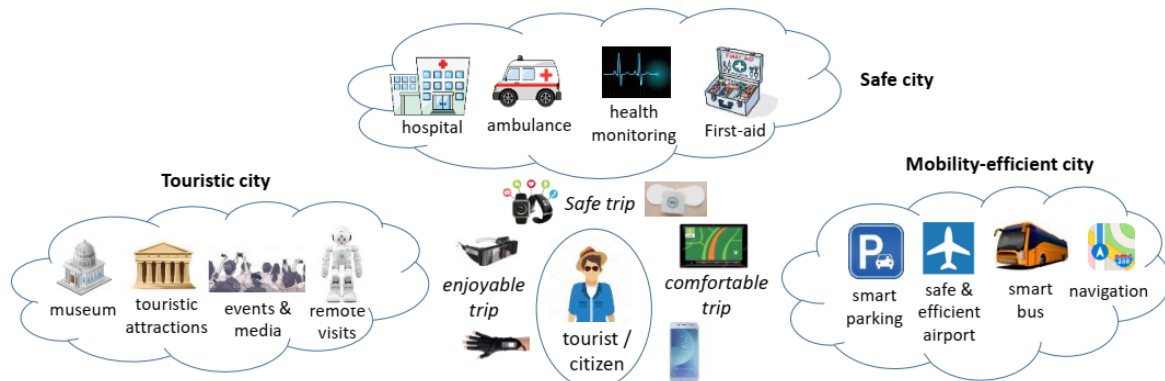 Safe city
hospital
ambulance
health
monitoring
First-aid
Touristic city
museum
touristic
attractions
events &
media
remote
visits
Safe trip
enjoyable
trip
comfortable
trip
tourist /
citizen
Mobility-efficient city
P
smart
parking
safe &
efficient
airport
smart
bus
navigation